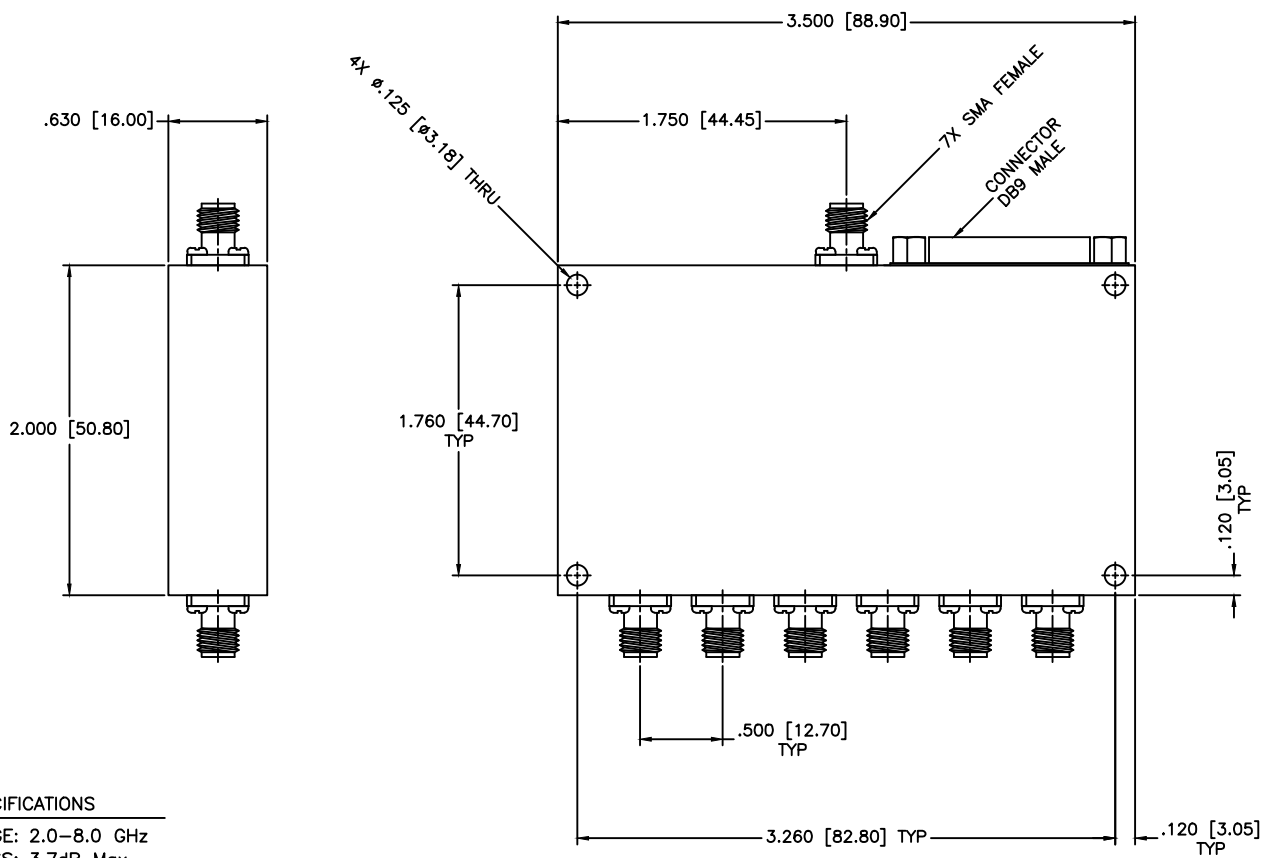 3.500 [88.90]
4X ø.125 [ø3.18] THRU
.630 [16.00]
1.750 [44.45]
7X SMA FEMALE
CONNECTOR
DB9 MALE
2.000 [50.80]
1.760 [44.70]
TYP
.120 [3.05]
TYP
.500 [12.70]
TYP
3.260 [82.80] TYP
.120 [3.05]
TYP
CIFICATIONS
GE: 2.0-8.0 GHz